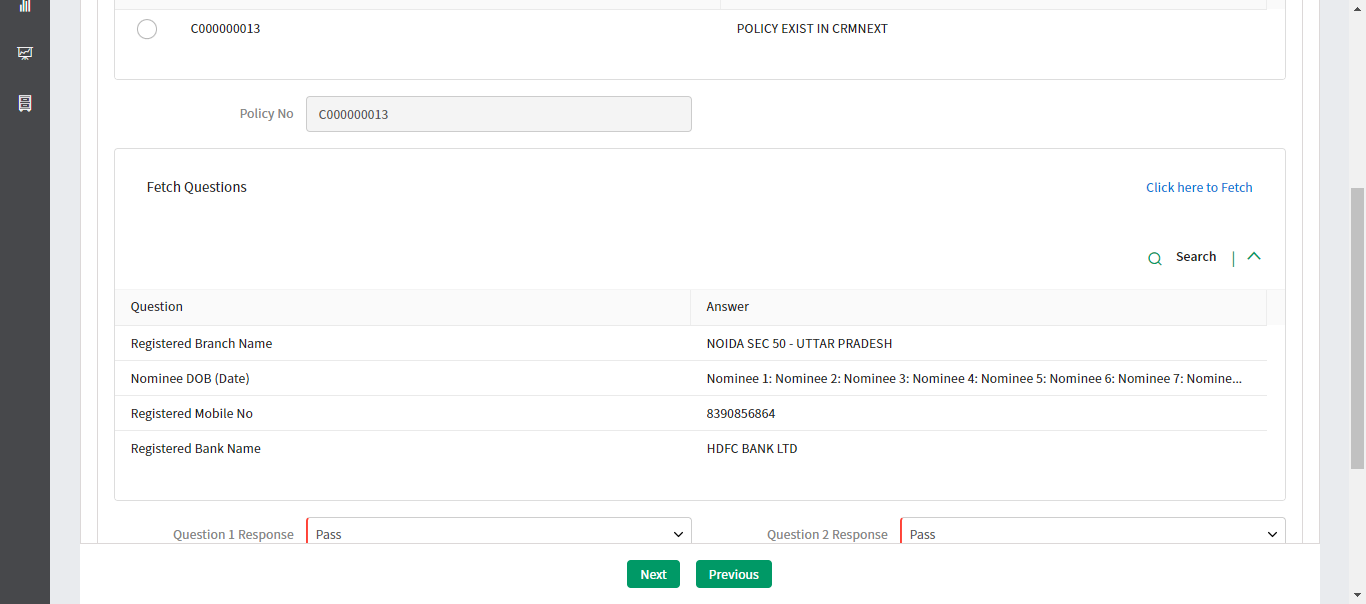 C000000013 POLICY EXIST IN CRMNEXT
Policy No C000000013
Fetch Questions Click here to Fetch
Search
Question Answer
Registered Branch Name NOIDA SEC 50 - UTTAR PRADESH
Nominee DOB (Date) Nominee 1: Nominee 2: Nominee 3: Nominee 4: Nominee 5: Nominee 6: Nominee 7: Nomine...
Registered Mobile No 8390856864
Registered Bank Name HDFC BANK LTD
Question 1 Response Pass Question 2 Response Pass
Next Previous